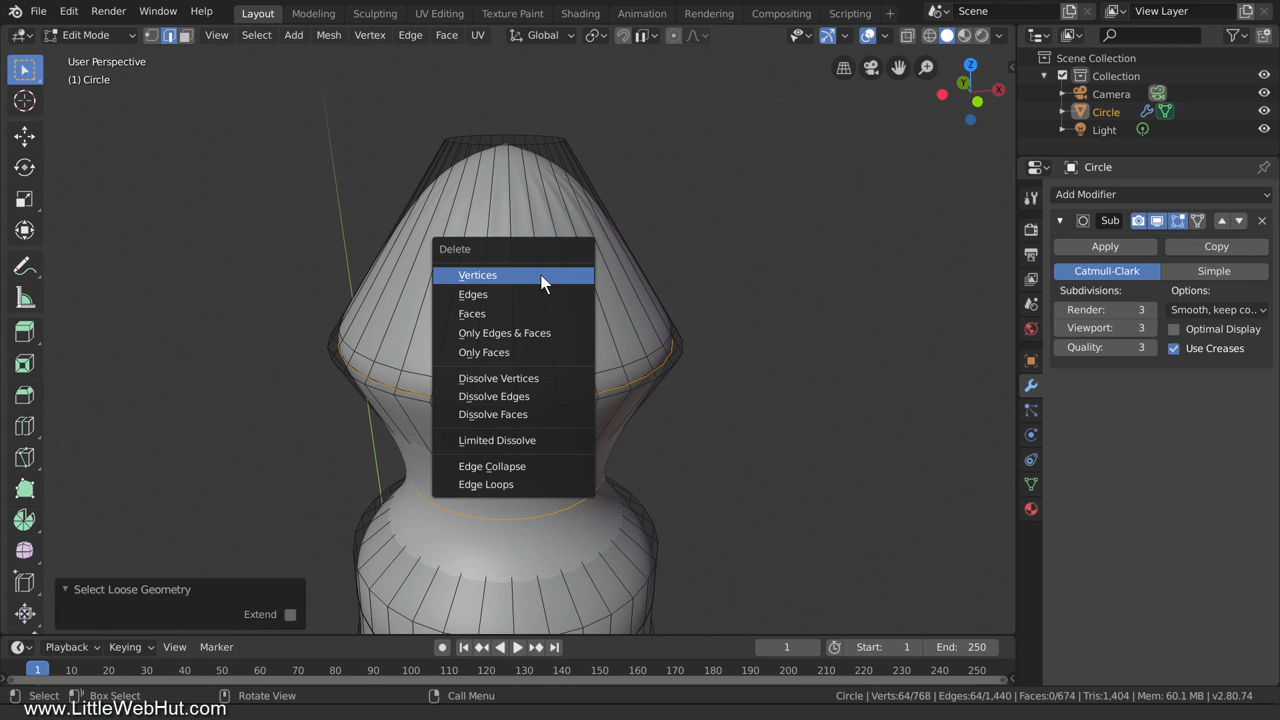 File Edit Render Window Help Layout Modeling Sculpting UV Editing Texture Paint Shading Animation Rendering Compositing Scripting Scene View Layer
Edit Mode View Select Add Mesh Vertex Edge Face UV Global
User Perspective
(1) Circle
Z
Y
X
Scene Collection
Collection
Camera
Circle
Light
Circle
Add Modifier
Sub
Apply Copy
Catmull-Clark Simple
Subdivisions: Options:
Render: 3 Smooth, keep co..
Viewport: 3 Optimal Display
Quality: 3 Use Creases
Delete
Vertices
Edges
Faces
Only Edges & Faces
Only Faces
Dissolve Vertices
Dissolve Edges
Dissolve Faces
Limited Dissolve
Edge Collapse
Edge Loops
Select Loose Geometry
Extend
Playback Keying View Marker 1 Start: 1 End: 250
1 10 20 30 40 50 60 70 80 90 100 110 120 130 140 150 160 170 180 190 200 210 220 230 240 250
Select Box Select Rotate View Call Menu Circle | Verts:64/768 | Edges:64/1,440 | Faces:0/674 | Tris:1,404 | Mem: 60.1 MB | v2.80.74
www.LittleWebHut.com